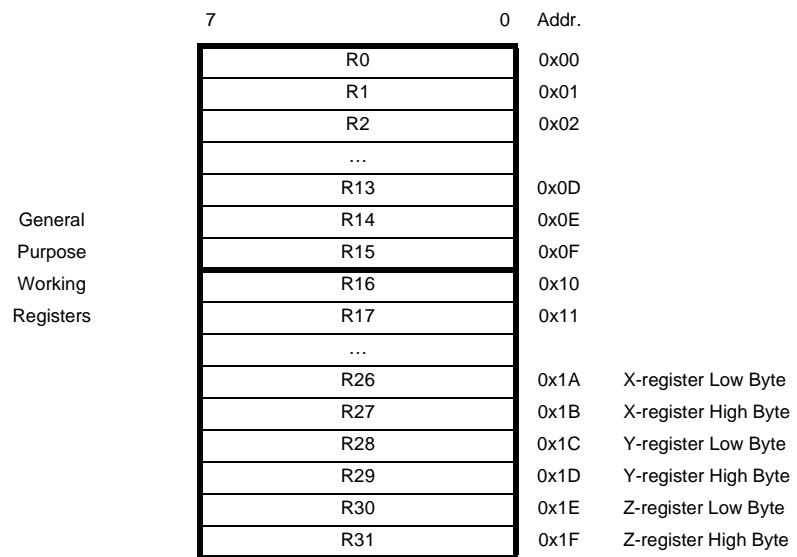 7 0 Addr.
R0 0x00
R1 0x01
R2 0x02
…
R13 0x0D
General R14 0x0E
Purpose R15 0x0F
Working R16 0x10
Registers R17 0x11
…
R26 0x1A X-register Low Byte
R27 0x1B X-register High Byte
R28 0x1C Y-register Low Byte
R29 0x1D Y-register High Byte
R30 0x1E Z-register Low Byte
R31 0x1F Z-register High Byte